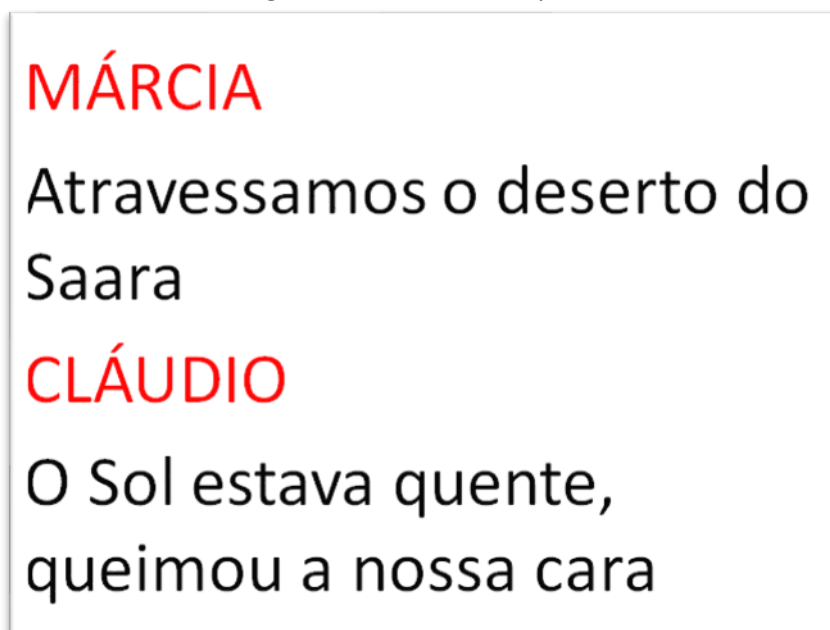 MÁRCIA
Atravessamos o deserto do
Saara
CLÁUDIO
O Sol estava quente,
queimou a nossa cara